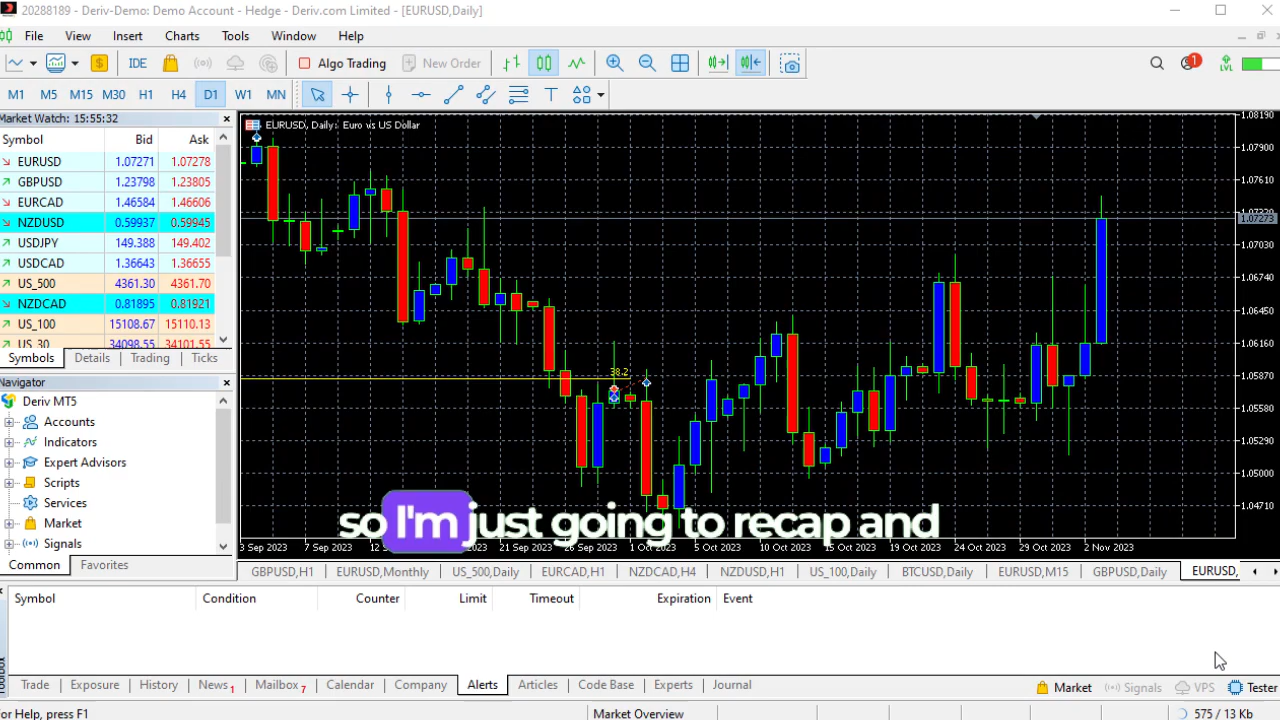 20288189 - Deriv-Demo: Demo Account - Hedge - Deriv.com Limited - [EURUSD,Daily]
File View Insert Charts Tools Window Help
IDE Algo Trading New Order 1 LVL
M1 M5 M15 M30 H1 H4 D1 W1 MN
Market Watch: 15:55:32
Symbol Bid Ask
EURUSD 1.07271 1.07278
GBPUSD 1.23798 1.23805
EURCAD 1.46584 1.46606
NZDUSD 0.59937 0.59945
USDJPY 149.388 149.402
USDCAD 1.36643 1.36655
US_500 4361.30 4361.70
NZDCAD 0.81895 0.81921
US_100 15108.67 15110.13
US_30 34098.55 34101.55
Symbols Details Trading Ticks
Navigator
Deriv MT5
Accounts
Indicators
Expert Advisors
Scripts
Services
Market
Signals
Common Favorites
EURUSD, Daily: Euro vs US Dollar
38.2
1.08190
1.07900
1.07610
1.07273
1.07030
1.06740
1.06450
1.06160
1.05870
1.05580
1.05290
1.05000
1.04710
so I'm just going to recap and
3 Sep 2023 7 Sep 2023 12 21 Sep 2023 26 Sep 2023 1 Oct 2023 5 Oct 2023 10 Oct 2023 15 Oct 2023 19 Oct 2023 24 Oct 2023 29 Oct 2023 2 Nov 2023
GBPUSD,H1 EURUSD,Monthly US_500,Daily EURCAD,H1 NZDCAD,H4 NZDUSD,H1 US_100,Daily BTCUSD,Daily EURUSD,M15 GBPUSD,Daily EURUSD,
Symbol Condition Counter Limit Timeout Expiration Event
Trade Exposure History News 1 Mailbox 7 Calendar Company Alerts Articles Code Base Experts Journal
Market Signals VPS Tester
For Help, press F1 Market Overview 575 / 13 Kb